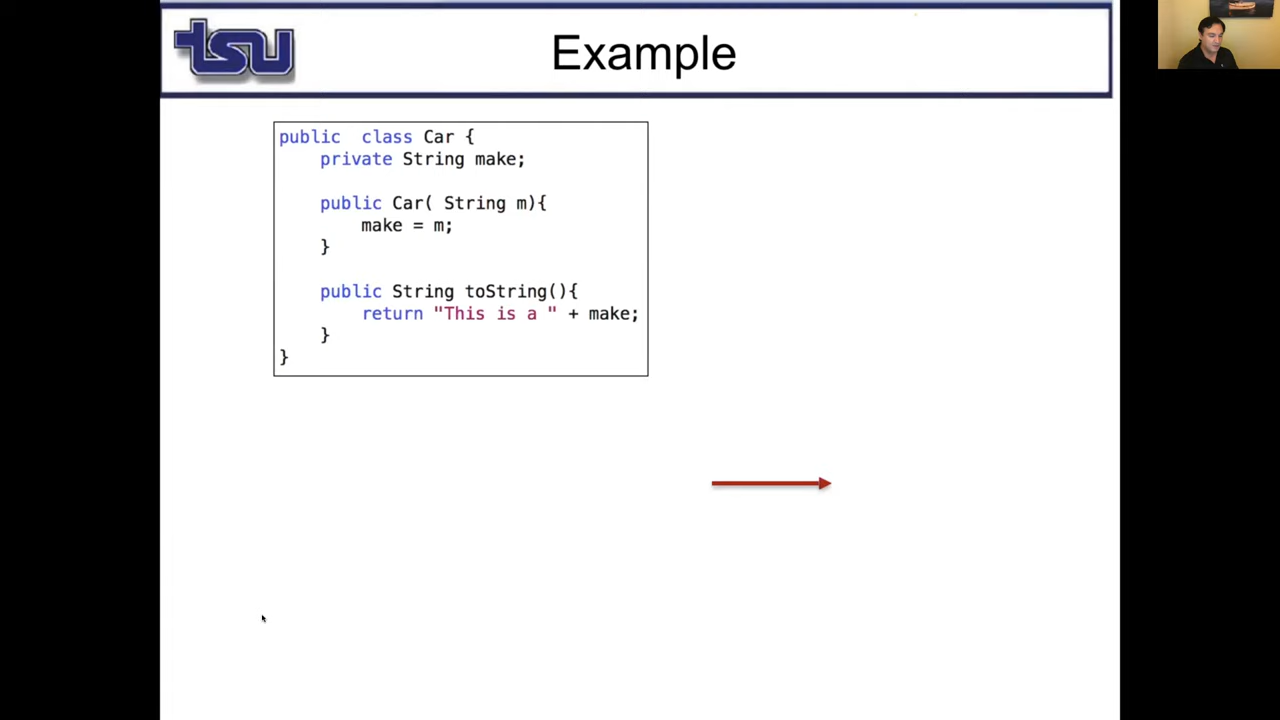 tsu
Example
public  class Car {
    private String make;
    public Car( String m){
        make = m;
    }
    public String toString(){
        return "This is a " + make;
    }
}